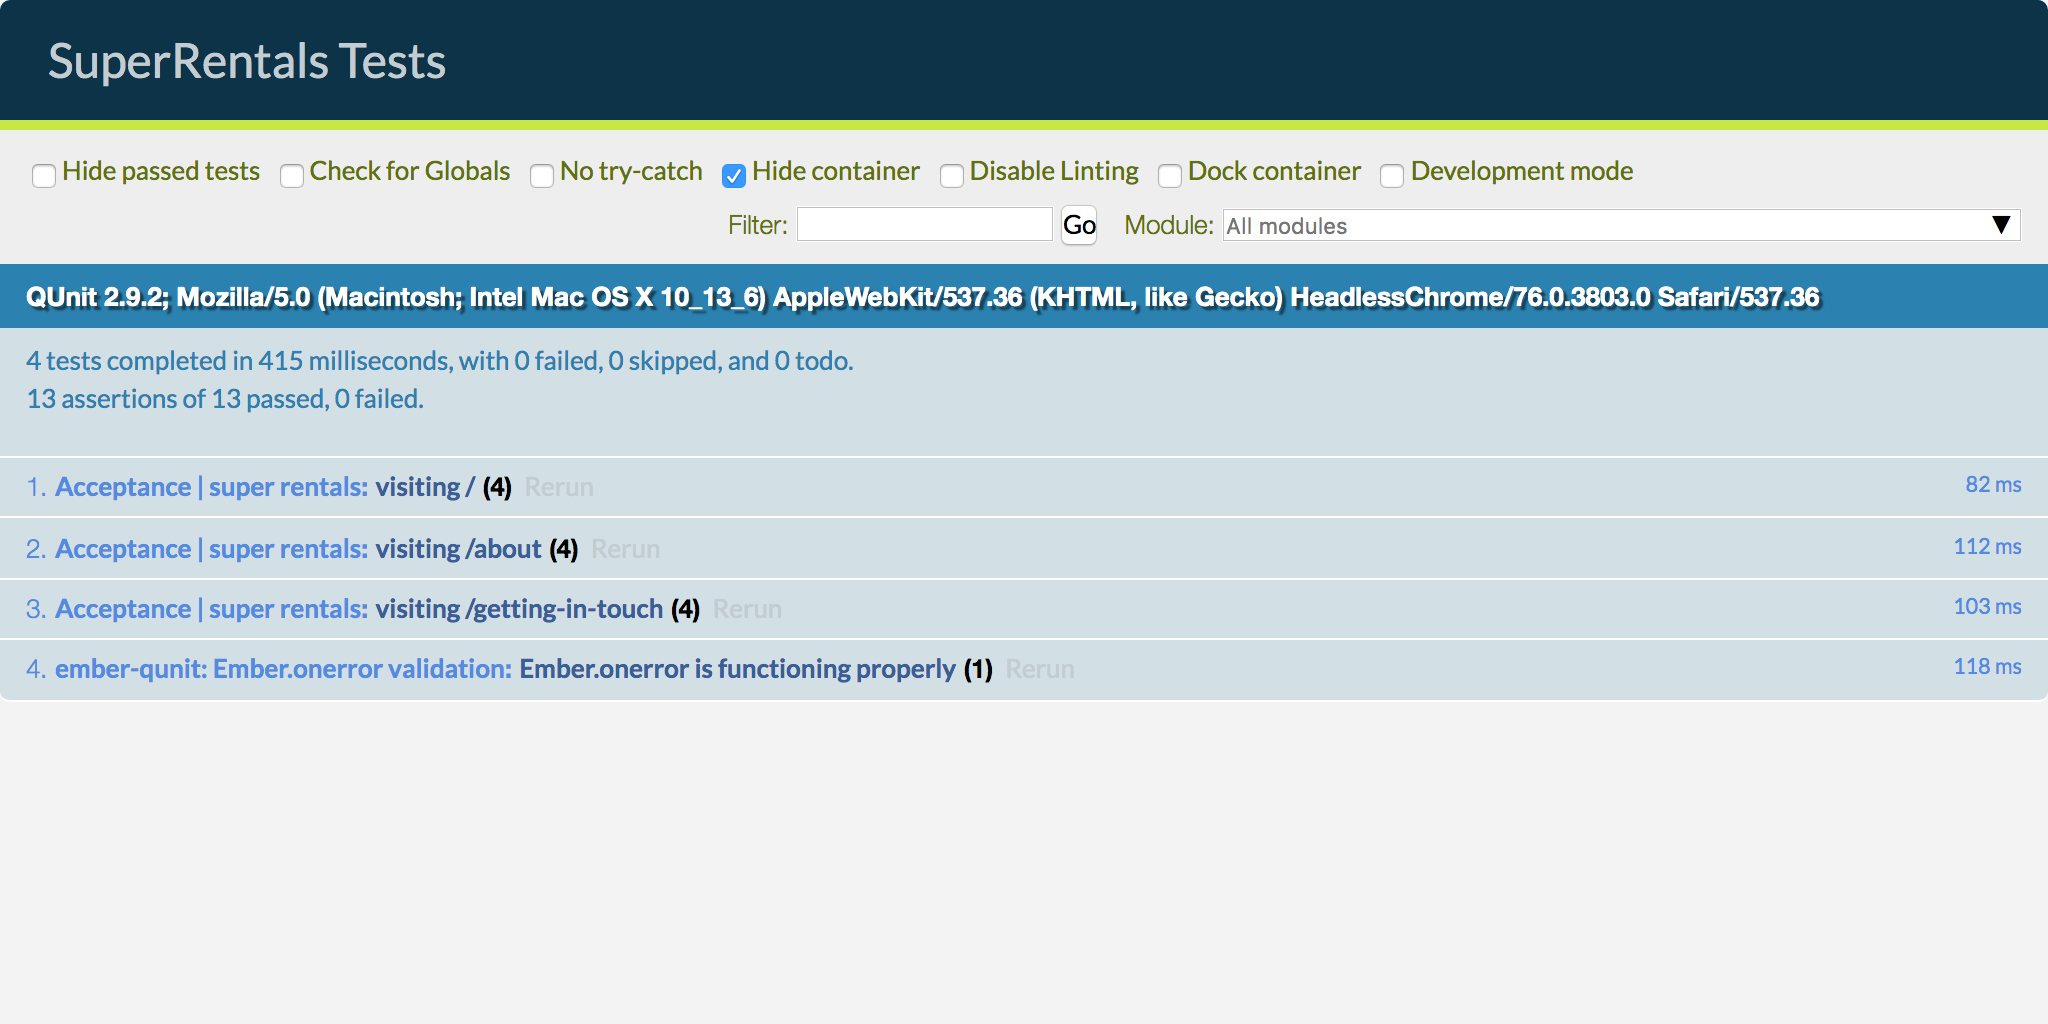 SuperRentals Tests
Hide passed tests Check for Globals No try-catch Hide container Disable Linting Dock container Development mode
Filter: Go Module: All modules ▼
QUnit 2.9.2; Mozilla/5.0 (Macintosh; Intel Mac OS X 10_13_6) AppleWebKit/537.36 (KHTML, like Gecko) HeadlessChrome/76.0.3803.0 Safari/537.36
4 tests completed in 415 milliseconds, with 0 failed, 0 skipped, and 0 todo.
13 assertions of 13 passed, 0 failed.
1. Acceptance | super rentals: visiting / (4) Rerun 82 ms
2. Acceptance | super rentals: visiting /about (4) Rerun 112 ms
3. Acceptance | super rentals: visiting /getting-in-touch (4) Rerun 103 ms
4. ember-qunit: Ember.onerror validation: Ember.onerror is functioning properly (1) Rerun 118 ms